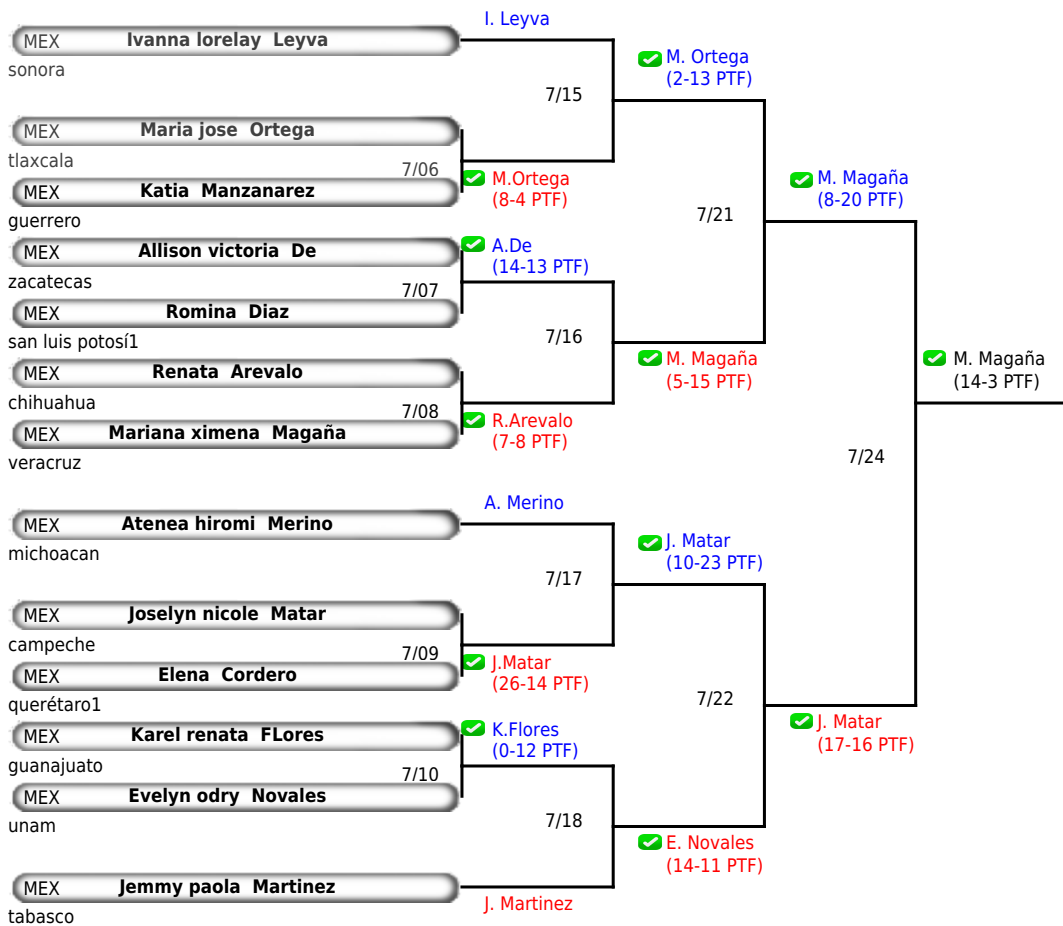 I. Leyva
MEX Ivanna lorelay Leyva
sonora
M. Ortega
(2-13 PTF)
7/15
MEX Maria jose Ortega
tlaxcala
7/06
M.Ortega
(8-4 PTF)
MEX Katia Manzanarez
guerrero
M. Magaña
(8-20 PTF)
7/21
MEX Allison victoria De
zacatecas
A.De
(14-13 PTF)
7/07
MEX Romina Diaz
san luis potosí1
7/16
MEX Renata Arevalo
chihuahua
M. Magaña
(5-15 PTF)
M. Magaña
(14-3 PTF)
7/08
R.Arevalo
(7-8 PTF)
MEX Mariana ximena Magaña
veracruz
7/24
A. Merino
MEX Atenea hiromi Merino
michoacan
J. Matar
(10-23 PTF)
7/17
MEX Joselyn nicole Matar
campeche
7/09
J.Matar
(26-14 PTF)
MEX Elena Cordero
querétaro1
7/22
J. Matar
(17-16 PTF)
MEX Karel renata FLores
guanajuato
K.Flores
(0-12 PTF)
7/10
MEX Evelyn odry Novales
unam
7/18
E. Novales
(14-11 PTF)
MEX Jemmy paola Martinez
tabasco
J. Martinez